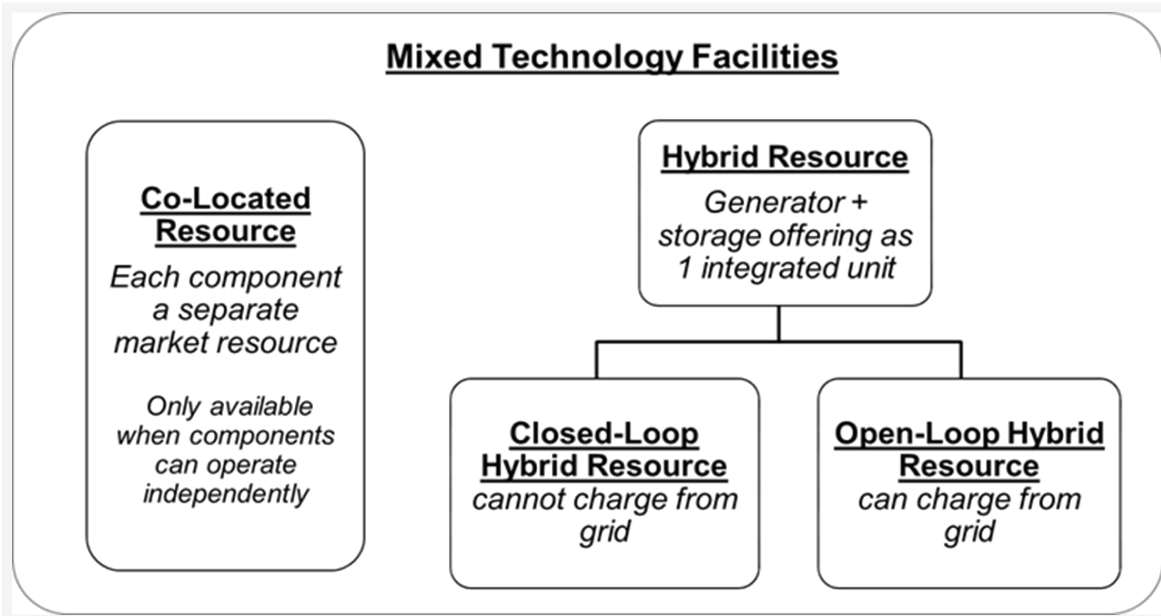 Mixed Technology Facilities
Co-Located
Resource
Each component
a separate
market resource
Only available
when components
can operate
independently
Hybrid Resource
Generator +
storage offering as
1 integrated unit
Closed-Loop
Hybrid Resource
cannot charge from
grid
Open-Loop Hybrid
Resource
can charge from
grid